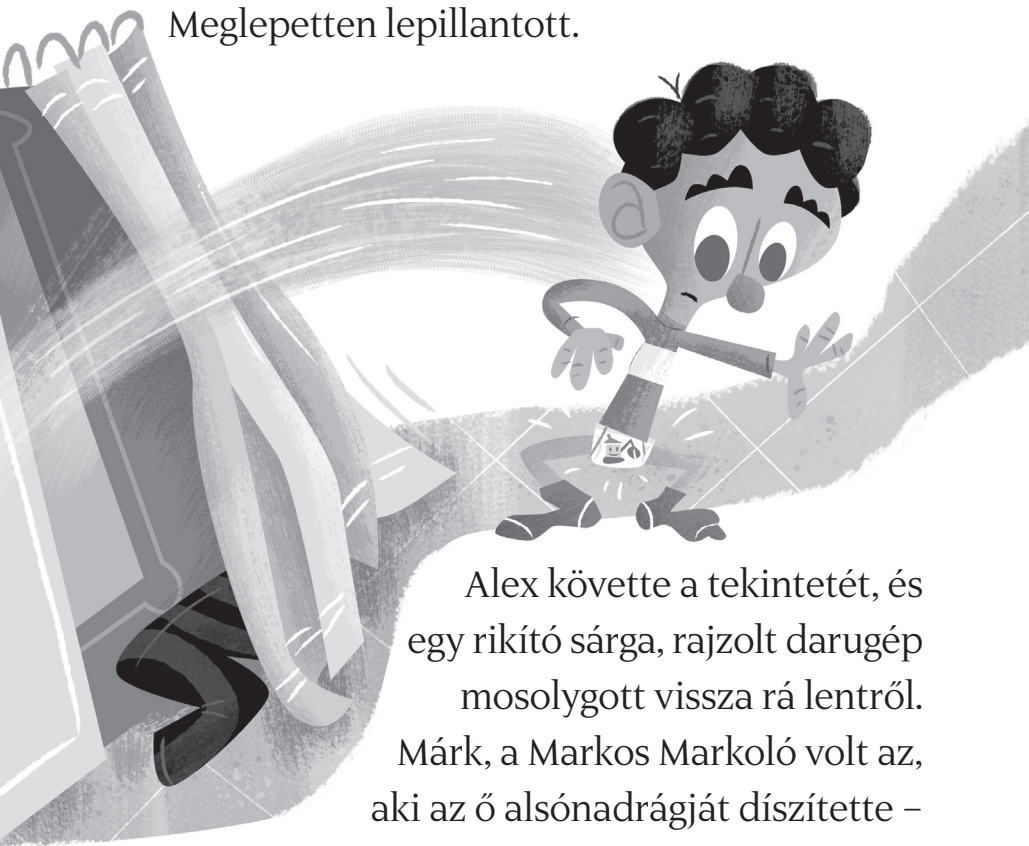 Meglepetten lepillantott.
Alex követte a tekintetét, és
egy rikító sárga, rajzolt darugép
mosolygott vissza rá lentről.
Márk, a Markos Markoló volt az,
aki az ő alsónadrágját díszítette –